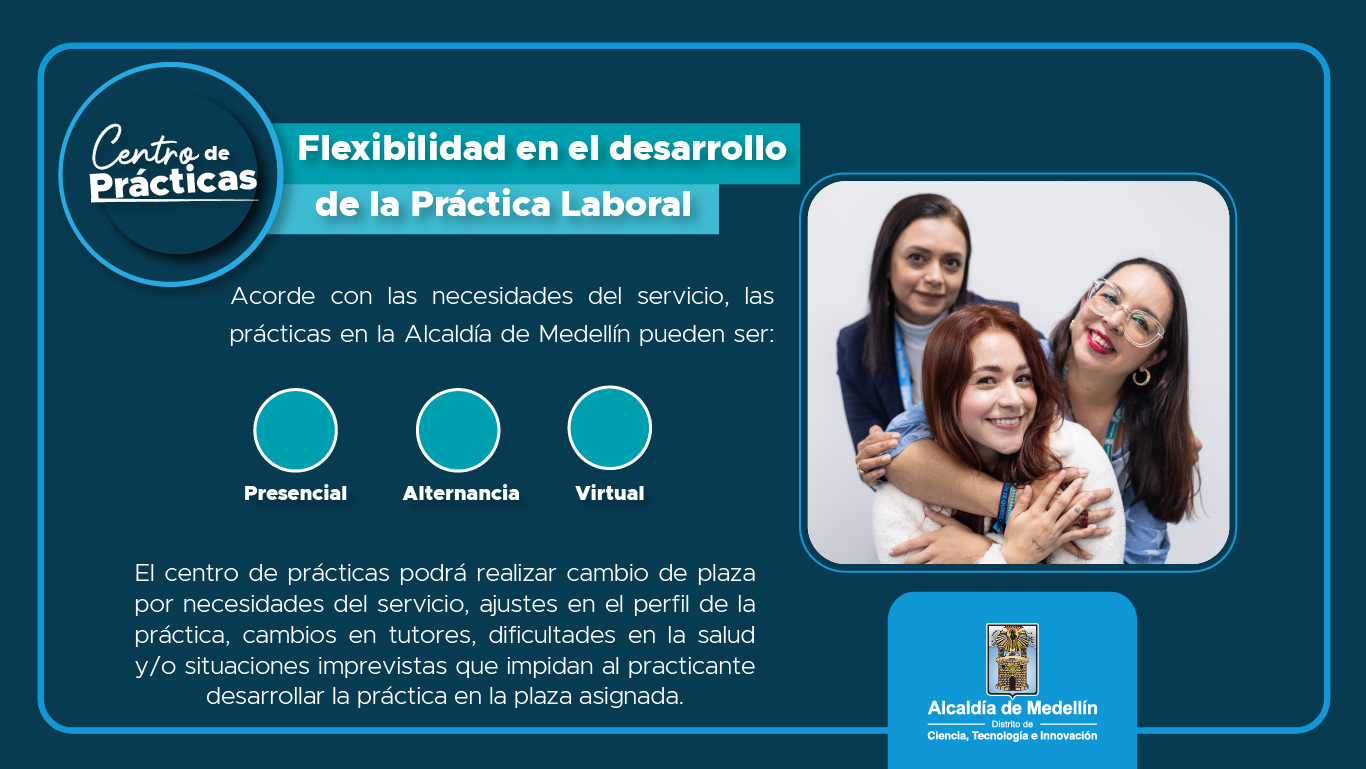 Centro de
Prácticas
Flexibilidad en el desarrollo
de la Práctica Laboral
Acorde con las necesidades del servicio, las
prácticas en la Alcaldía de Medellín pueden ser:
Presencial
Alternancia
Virtual
El centro de prácticas podrá realizar cambio de plaza
por necesidades del servicio, ajustes en el perfil de la
práctica, cambios en tutores, dificultades en la salud
y/o situaciones imprevistas que impidan al practicante
desarrollar la práctica en la plaza asignada.
Alcaldía de Medellín
Distrito de
Ciencia, Tecnología e Innovación